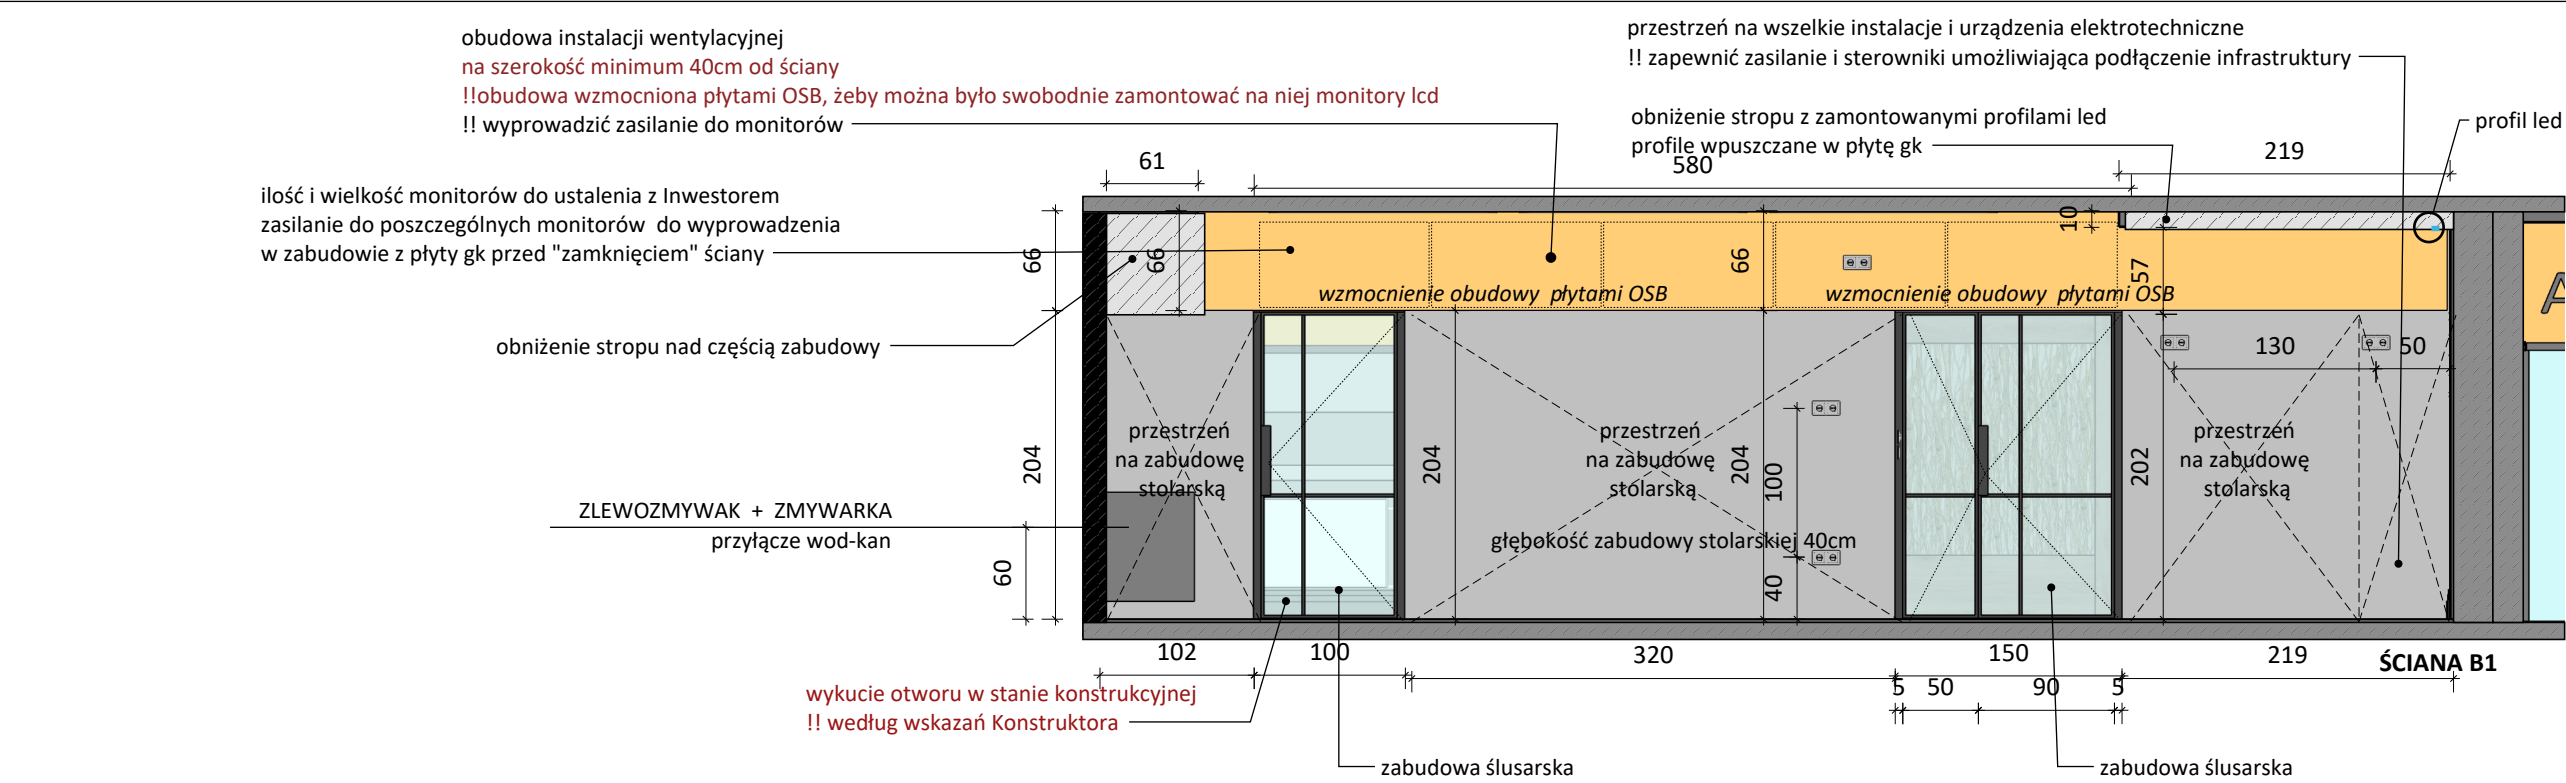 obudowa instalacji wentylacyjnej
na szerokość minimum 40cm od ściany
!!obudowa wzmocniona płytami OSB, żeby można było swobodnie zamontować na niej monitory lcd
!! wyprowadzić zasilanie do monitorów
przestrzeń na wszelkie instalacje i urządzenia elektrotechniczne
!! zapewnić zasilanie i sterowniki umożliwiająca podłączenie infrastruktury
obniżenie stropu z zamontowanymi profilami led
profile wpuszczane w płytę gk
profil led
61
580
219
ilość i wielkość monitorów do ustalenia z Inwestorem
zasilanie do poszczególnych monitorów do wyprowadzenia
w zabudowie z płyty gk przed "zamknięciem" ściany
66
66
66
10
57
A
wzmocnienie obudowy płytami OSB
wzmocnienie obudowy płytami OSB
obniżenie stropu nad częścią zabudowy
130
50
przestrzeń
na zabudowę
stolarską
przestrzeń
na zabudowę
stolarską
przestrzeń
na zabudowę
stolarską
204
204
204
100
202
ZLEWOZMYWAK + ZMYWARKA
przyłącze wod-kan
głębokość zabudowy stolarskiej 40cm
60
40
102
100
320
150
219
ŚCIANA B1
5
50
90
5
wykucie otworu w stanie konstrukcyjnej
!! według wskazań Konstruktora
zabudowa ślusarska
zabudowa ślusarska